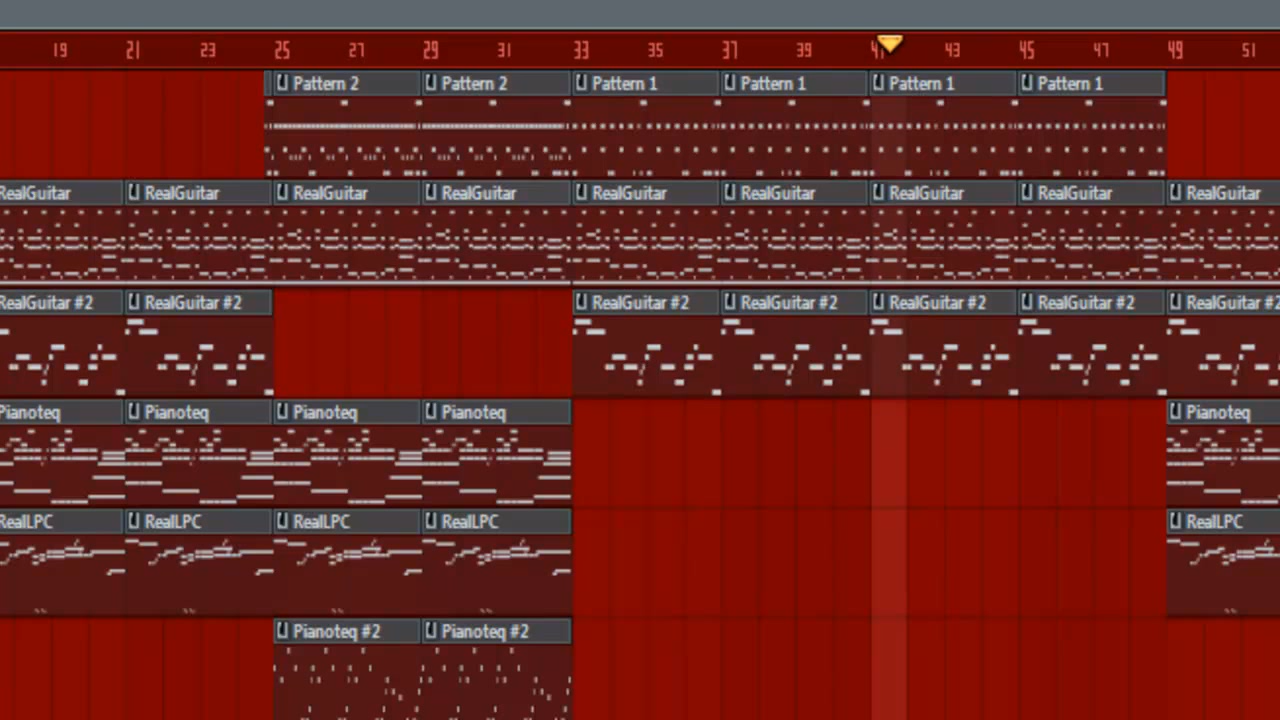 19 21 23 25 27 29 31 33 35 37 39 41 43 45 47 49 51
Pattern 2 Pattern 2 Pattern 1 Pattern 1 Pattern 1 Pattern 1
RealGuitar RealGuitar RealGuitar RealGuitar RealGuitar RealGuitar RealGuitar RealGuitar RealGuitar
RealGuitar #2 RealGuitar #2 RealGuitar #2 RealGuitar #2 RealGuitar #2 RealGuitar #2 RealGuitar #2
Pianoteq Pianoteq Pianoteq Pianoteq Pianoteq
RealLPC RealLPC RealLPC RealLPC RealLPC
Pianoteq #2 Pianoteq #2